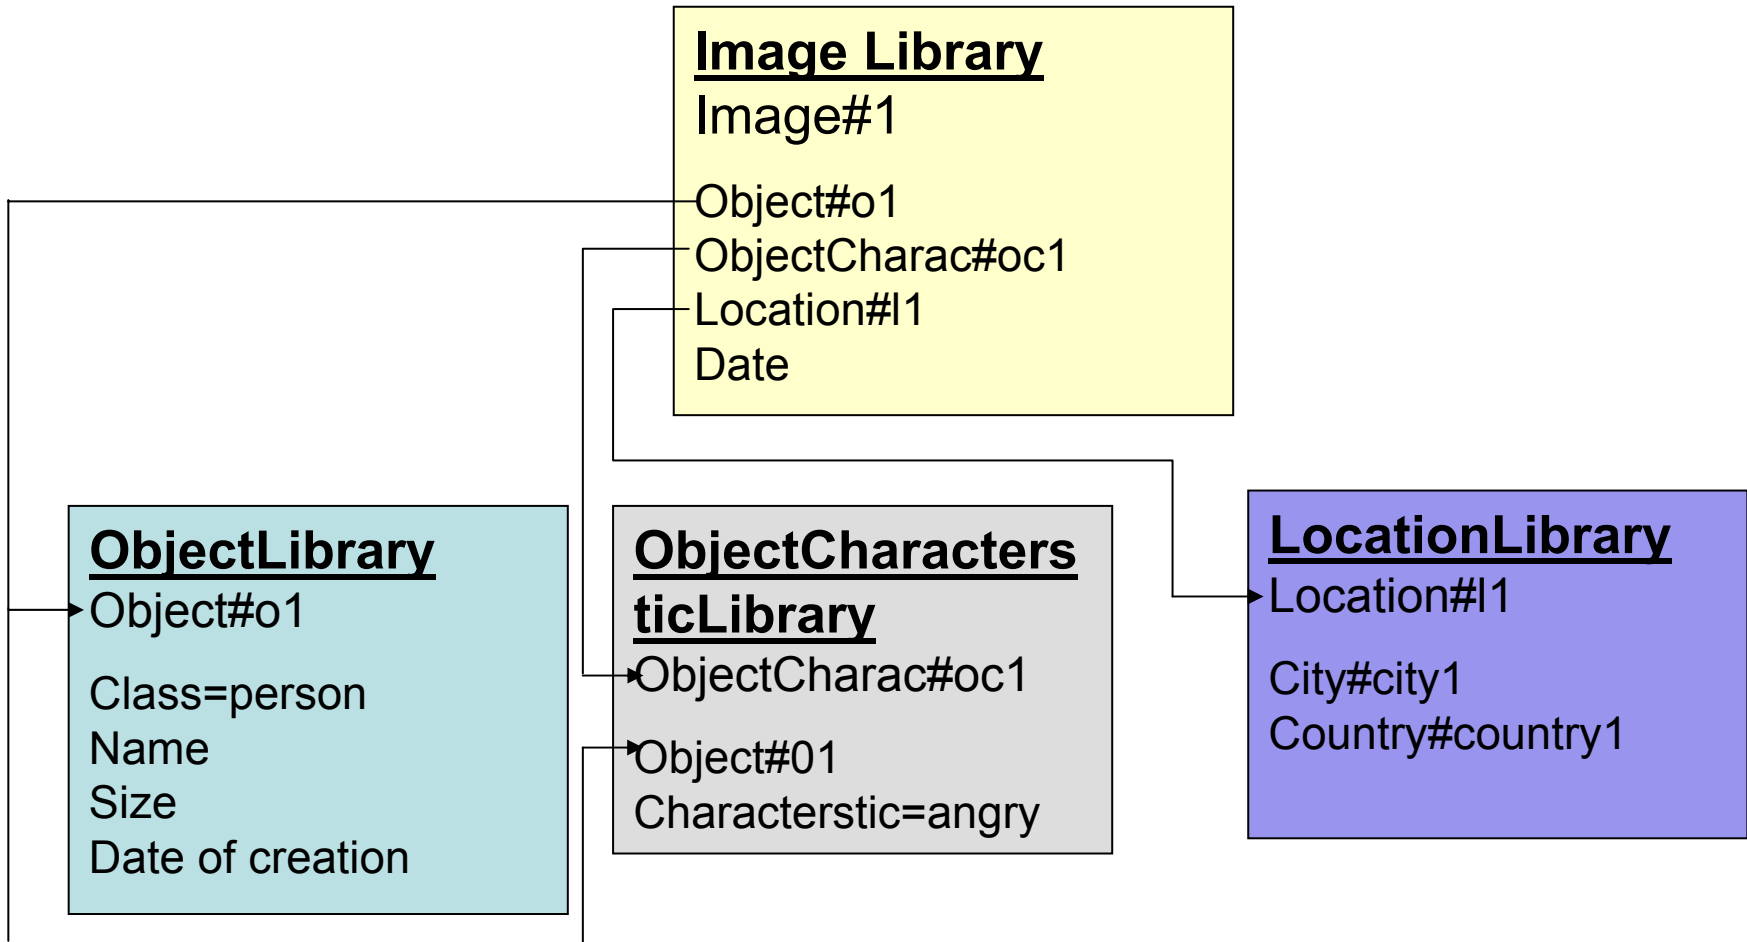 Image Library
Image#1
Object#o1
ObjectCharac#oc1
Location#l1
Date
ObjectLibrary
Object#o1
Class=person
Name
Size
Date of creation
ObjectCharacters
ticLibrary
ObjectCharac#oc1
Object#01
Characterstic=angry
LocationLibrary
Location#l1
City#city1
Country#country1